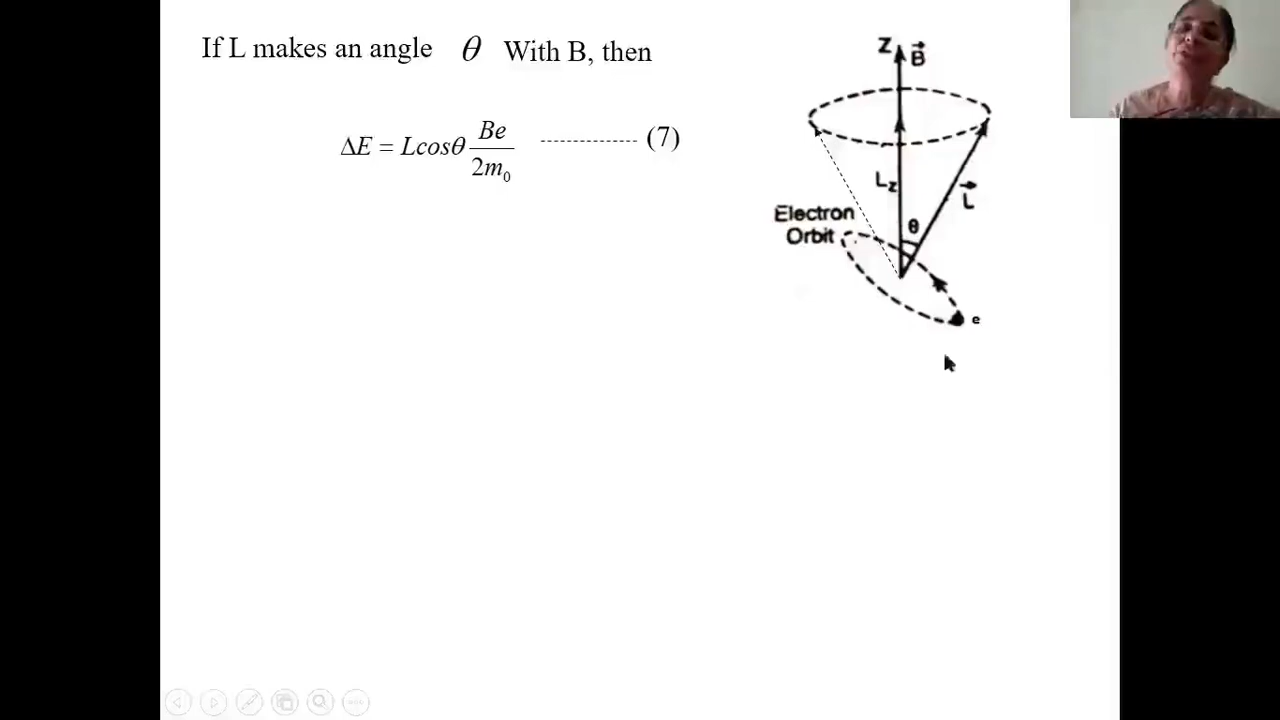 If L makes an angle θ With B, then
ΔE = Lcosθ Be/2m₀ -------------- (7)
Z B⃗
L_z
L⃗
θ
Electron
Orbit
e